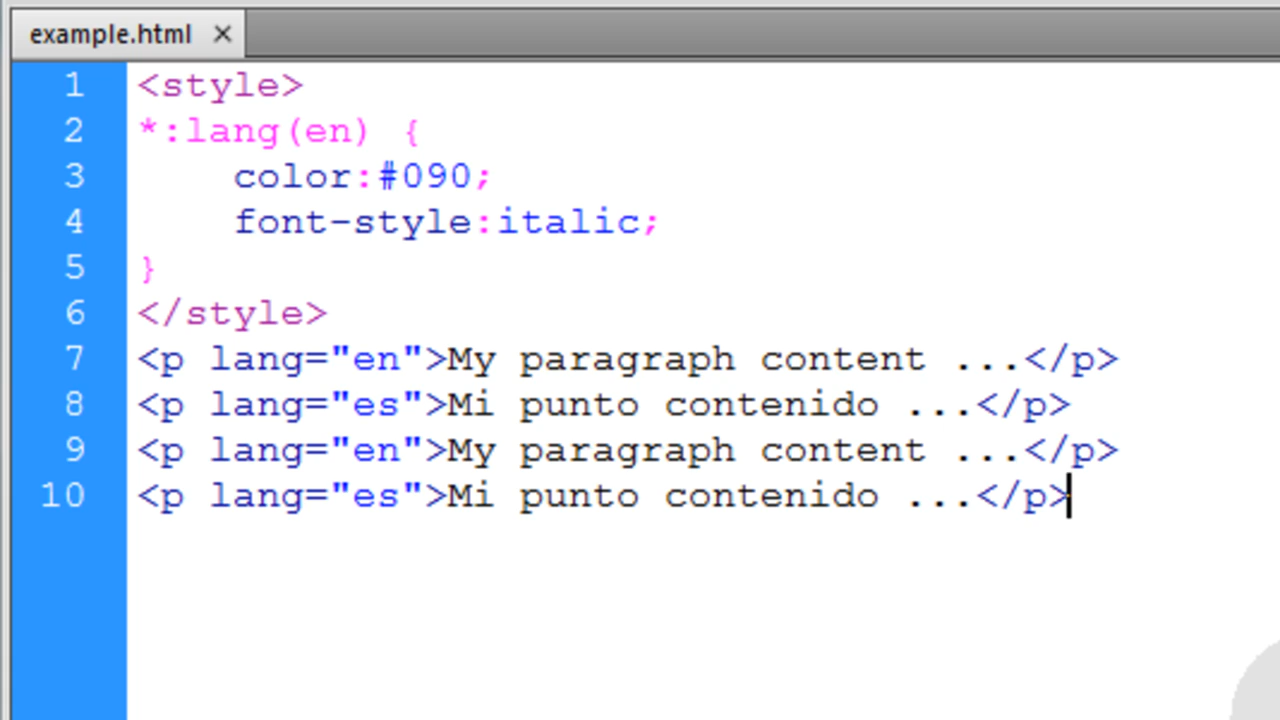 example.html ×
1 <style>
2 *:lang(en) {
3     color:#090;
4     font-style:italic;
5 }
6 </style>
7 <p lang="en">My paragraph content ...</p>
8 <p lang="es">Mi punto contenido ...</p>
9 <p lang="en">My paragraph content ...</p>
10 <p lang="es">Mi punto contenido ...</p>